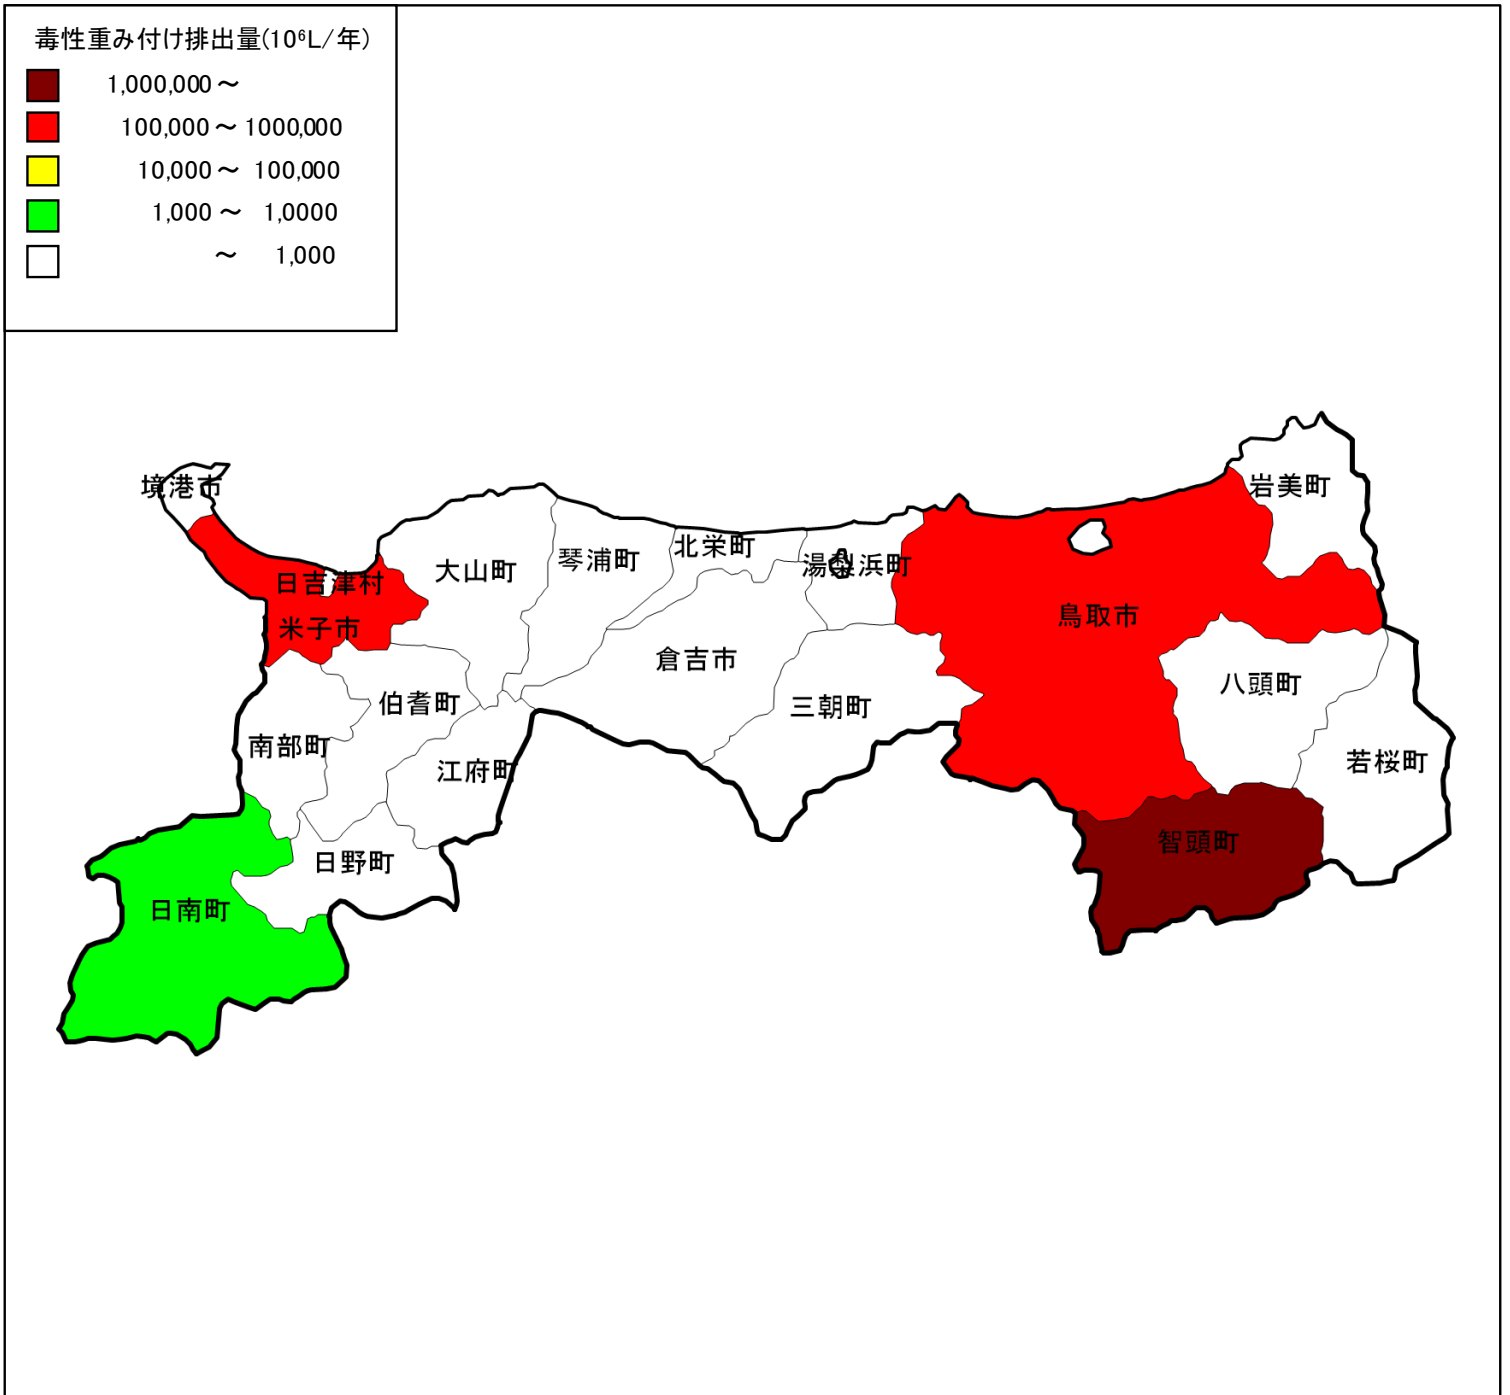 毒性重み付け排出量(10⁶L/年)
1,000,000～
100,000～1000,000
10,000～ 100,000
1,000～ 1,0000
～ 1,000
境港市
岩美町
大山町
琴浦町
北栄町
湯梨浜町
日吉津村
鳥取市
米子市
倉吉市
八頭町
伯耆町
三朝町
南部町
江府町
若桜町
智頭町
日野町
日南町